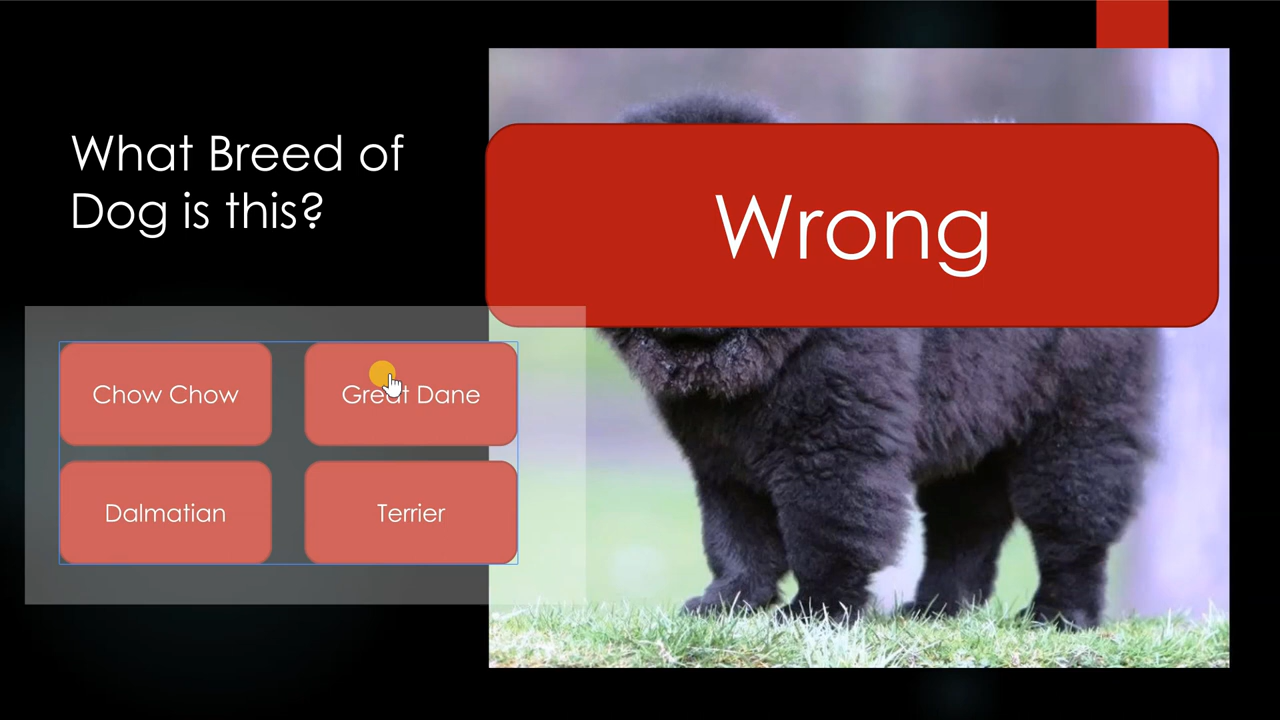 What Breed of
Dog is this?
Wrong
Chow Chow
Great Dane
Dalmatian
Terrier